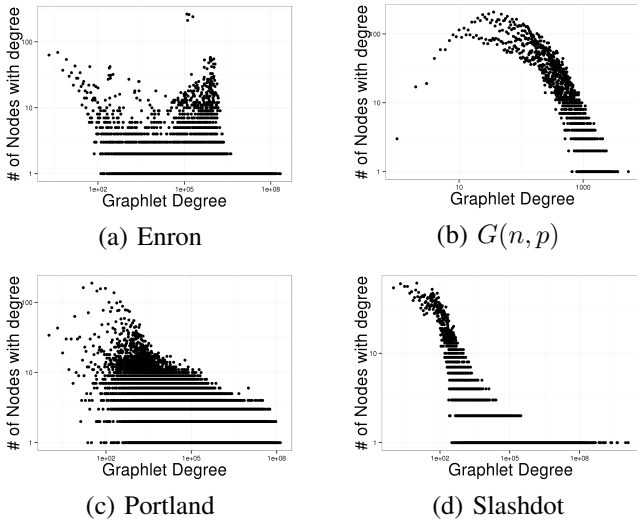 # of Nodes with degree
100
10
1
1e+02
1e+05
1e+08
Graphlet Degree
(a) Enron
# of Nodes with degree
100
10
1
10
1000
Graphlet Degree
(b) G(n, p)
# of Nodes with degree
100
10
1
1e+02
1e+05
1e+08
Graphlet Degree
(c) Portland
# of Nodes with degree
10
1
1e+02
1e+05
1e+08
Graphlet Degree
(d) Slashdot